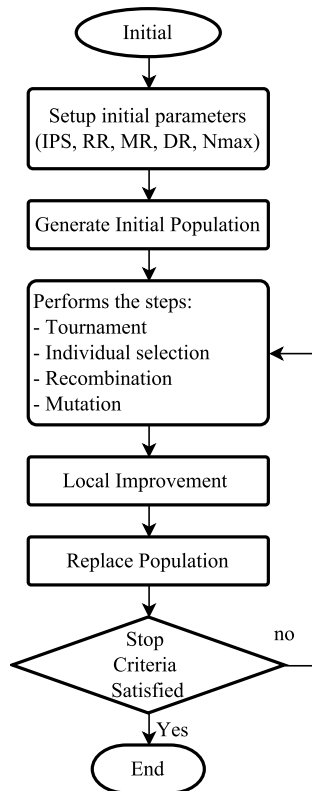 Initial
Setup initial parameters
(IPS, RR, MR, DR, Nmax)
Generate Initial Population
Performs the steps:
- Tournament
- Individual selection
- Recombination
- Mutation
Local Improvement
Replace Population
Stop
Criteria
Satisfied
no
Yes
End